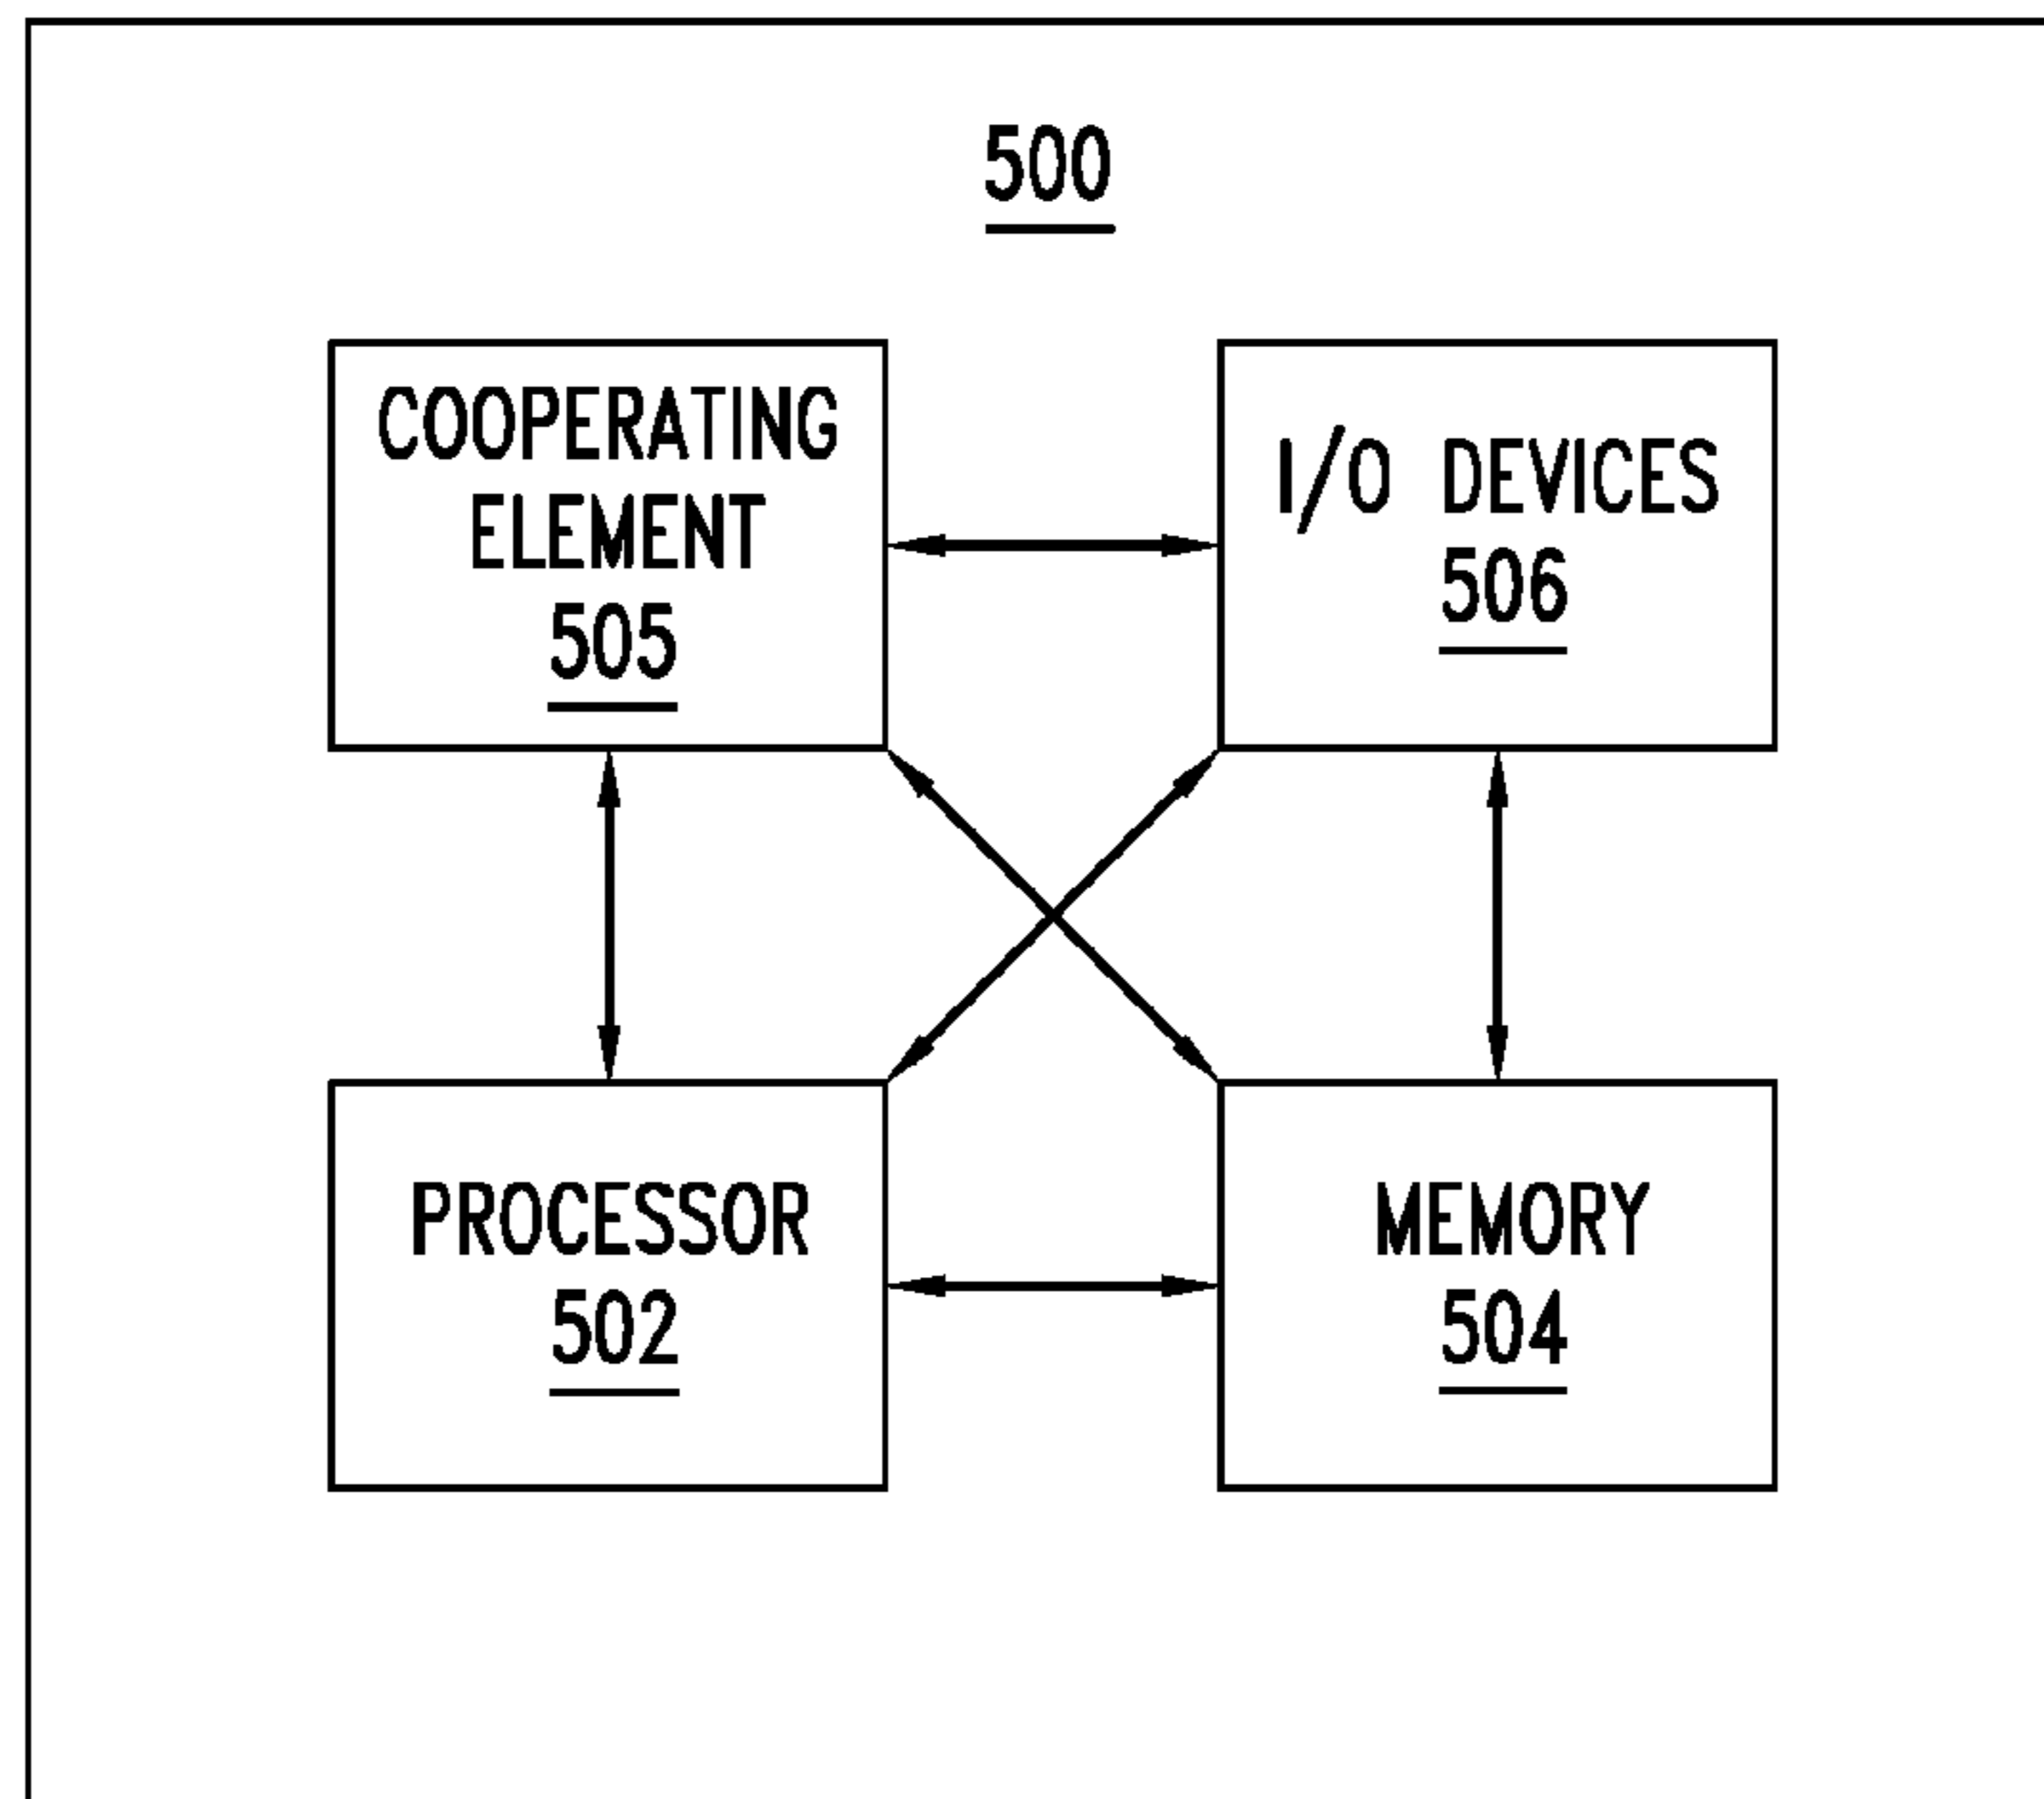 500
COOPERATING
ELEMENT
505
I/O DEVICES
506
PROCESSOR
502
MEMORY
504